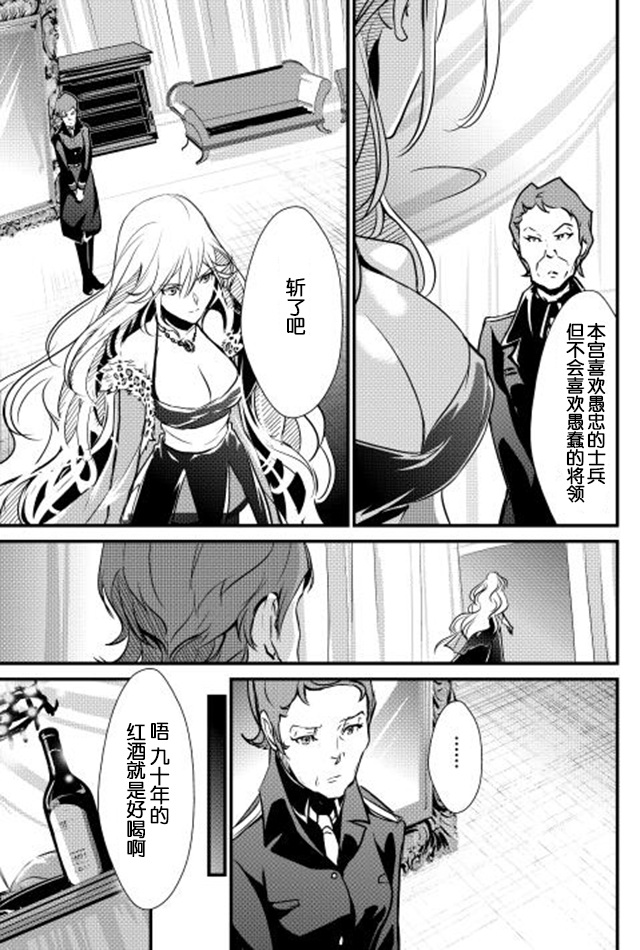 本宫喜欢愚忠的士兵
但不会喜欢愚蠢的将领
斩了吧
………
唔 九十年的
红酒就是好喝啊